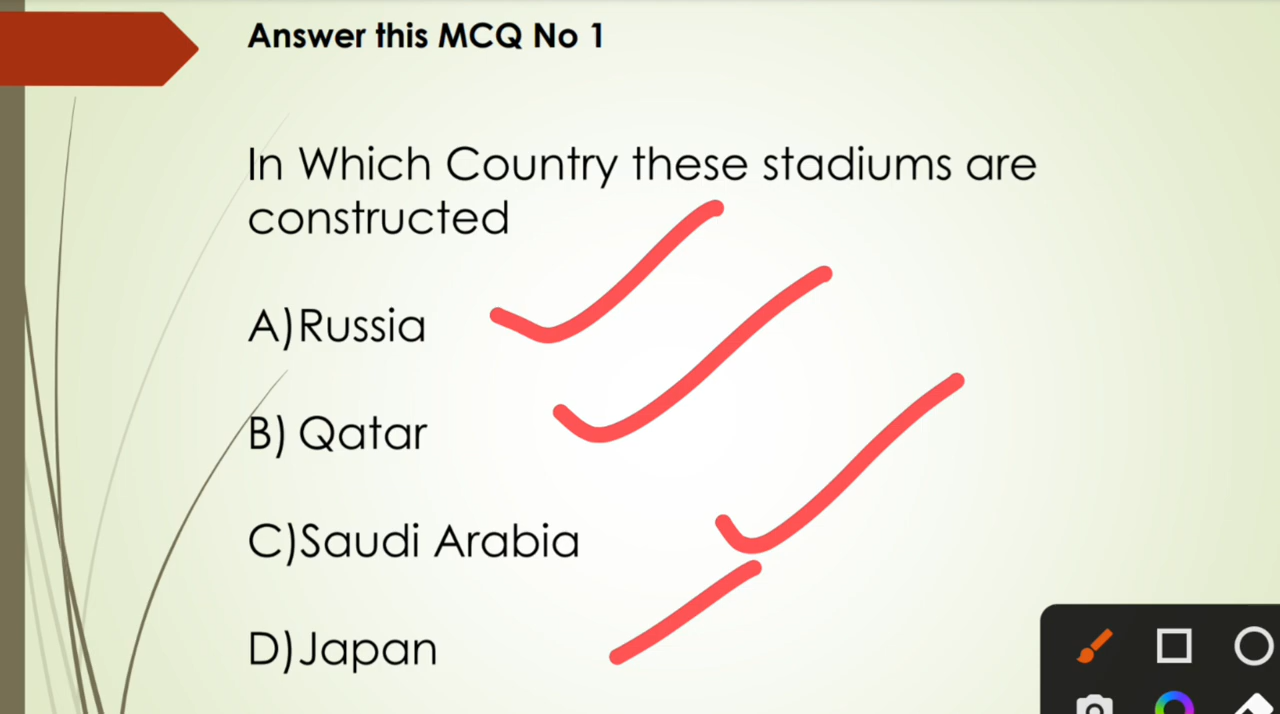 Answer this MCQ No 1
In Which Country these stadiums are
constructed
A)Russia
B) Qatar
C)Saudi Arabia
D)Japan